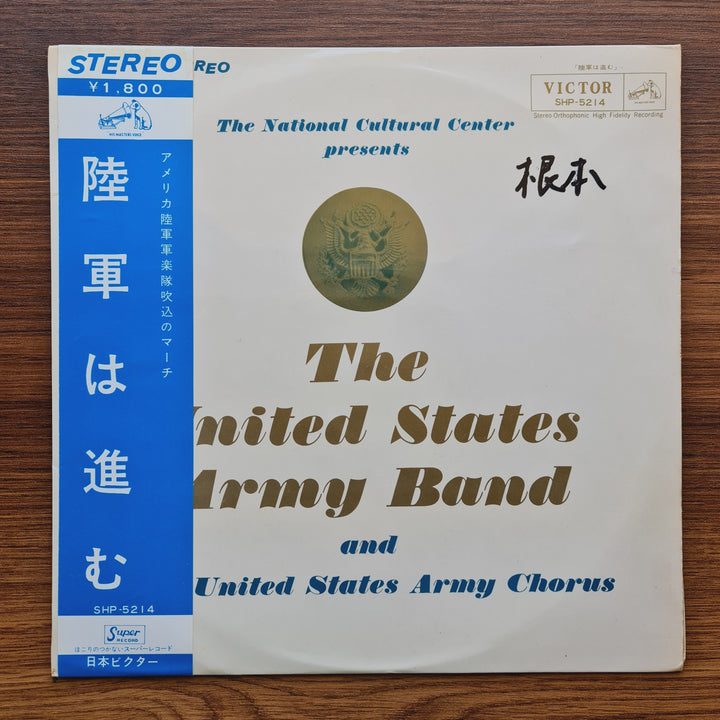 STEREO
¥1,800
HIS MASTER'S VOICE
陸軍は進む
アメリカ陸軍軍楽隊吹込のマーチ
SHP-5214
Super
RECORD
ほこりのつかないスーパーレコード
日本ビクター
REO
「陸軍は進む」
VICTOR
SHP-5214
Stereo-Orthophonic High Fidelity Recording
The National Cultural Center
presents
根本
The
United States
Army Band
and
United States Army Chorus